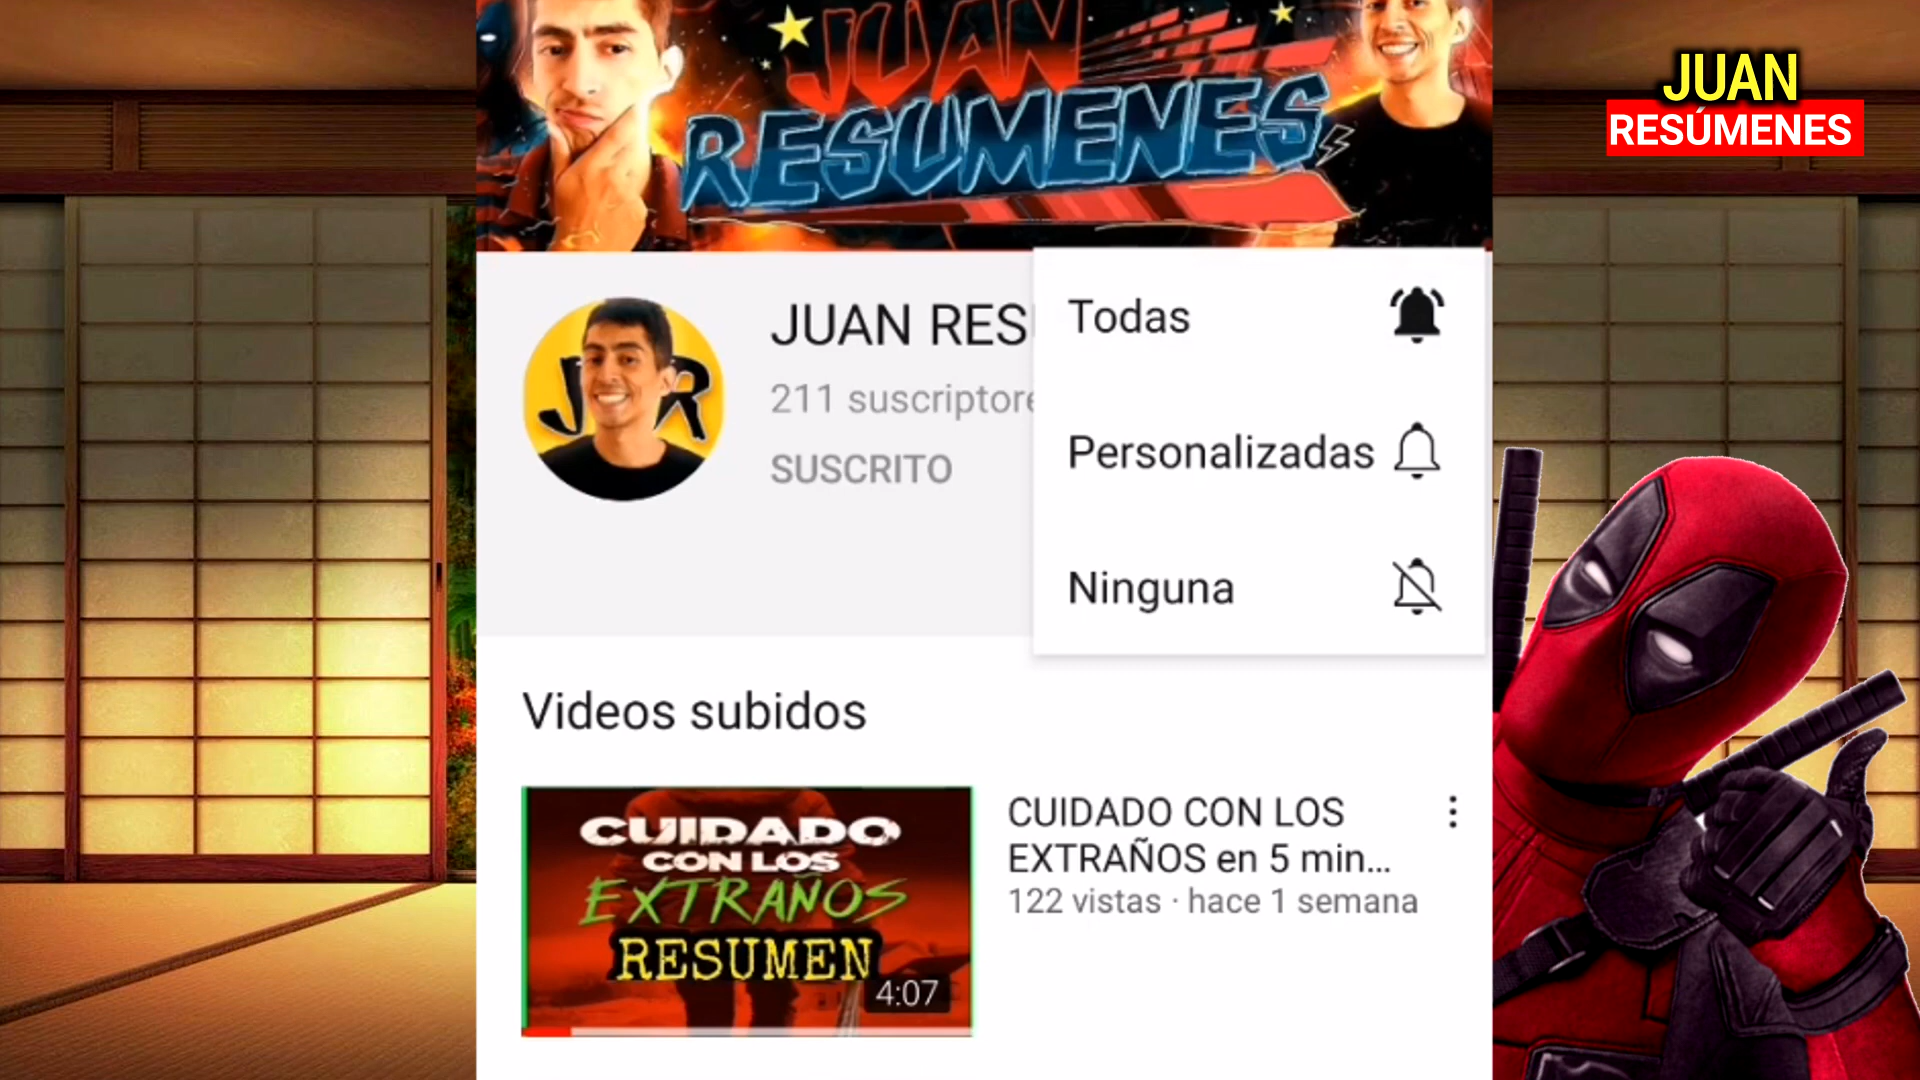 JUAN
RESUMENES
JUAN
RESÚMENES
JUAN RES
211 suscriptore
SUSCRITO
Todas
Personalizadas
Ninguna
Videos subidos
CUIDADO
CON LOS
EXTRAÑOS
RESUMEN
4:07
CUIDADO CON LOS
EXTRAÑOS en 5 min...
122 vistas · hace 1 semana
J R